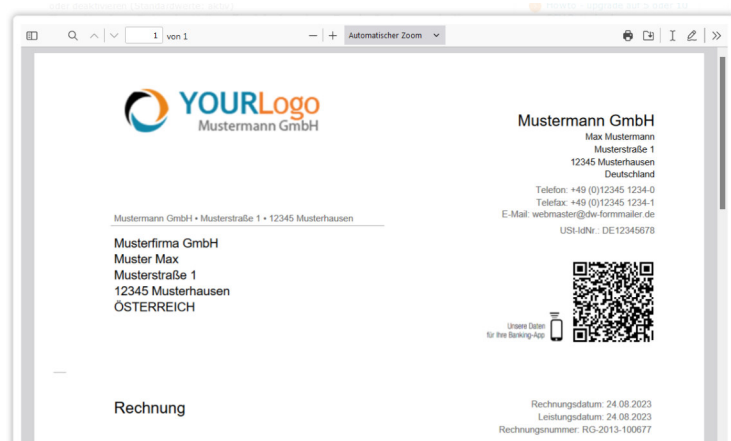 1 von 1
Automatischer Zoom
YOURLogo
Mustermann GmbH
Mustermann GmbH
Max Mustermann
Musterstraße 1
12345 Musterhausen
Deutschland
Telefon: +49 (0)12345 1234-0
Telefax: +49 (0)12345 1234-1
E-Mail: webmaster@dw-formmailer.de
USt-IdNr.: DE12345678
Mustermann GmbH • Musterstraße 1 • 12345 Musterhausen
Musterfirma GmbH
Muster Max
Musterstraße 1
12345 Musterhausen
ÖSTERREICH
Unsere Daten
für Ihre Banking-App
Rechnung
Rechnungsdatum: 24.08.2023
Leistungsdatum: 24.08.2023
Rechnungsnummer: RG-2013-100677